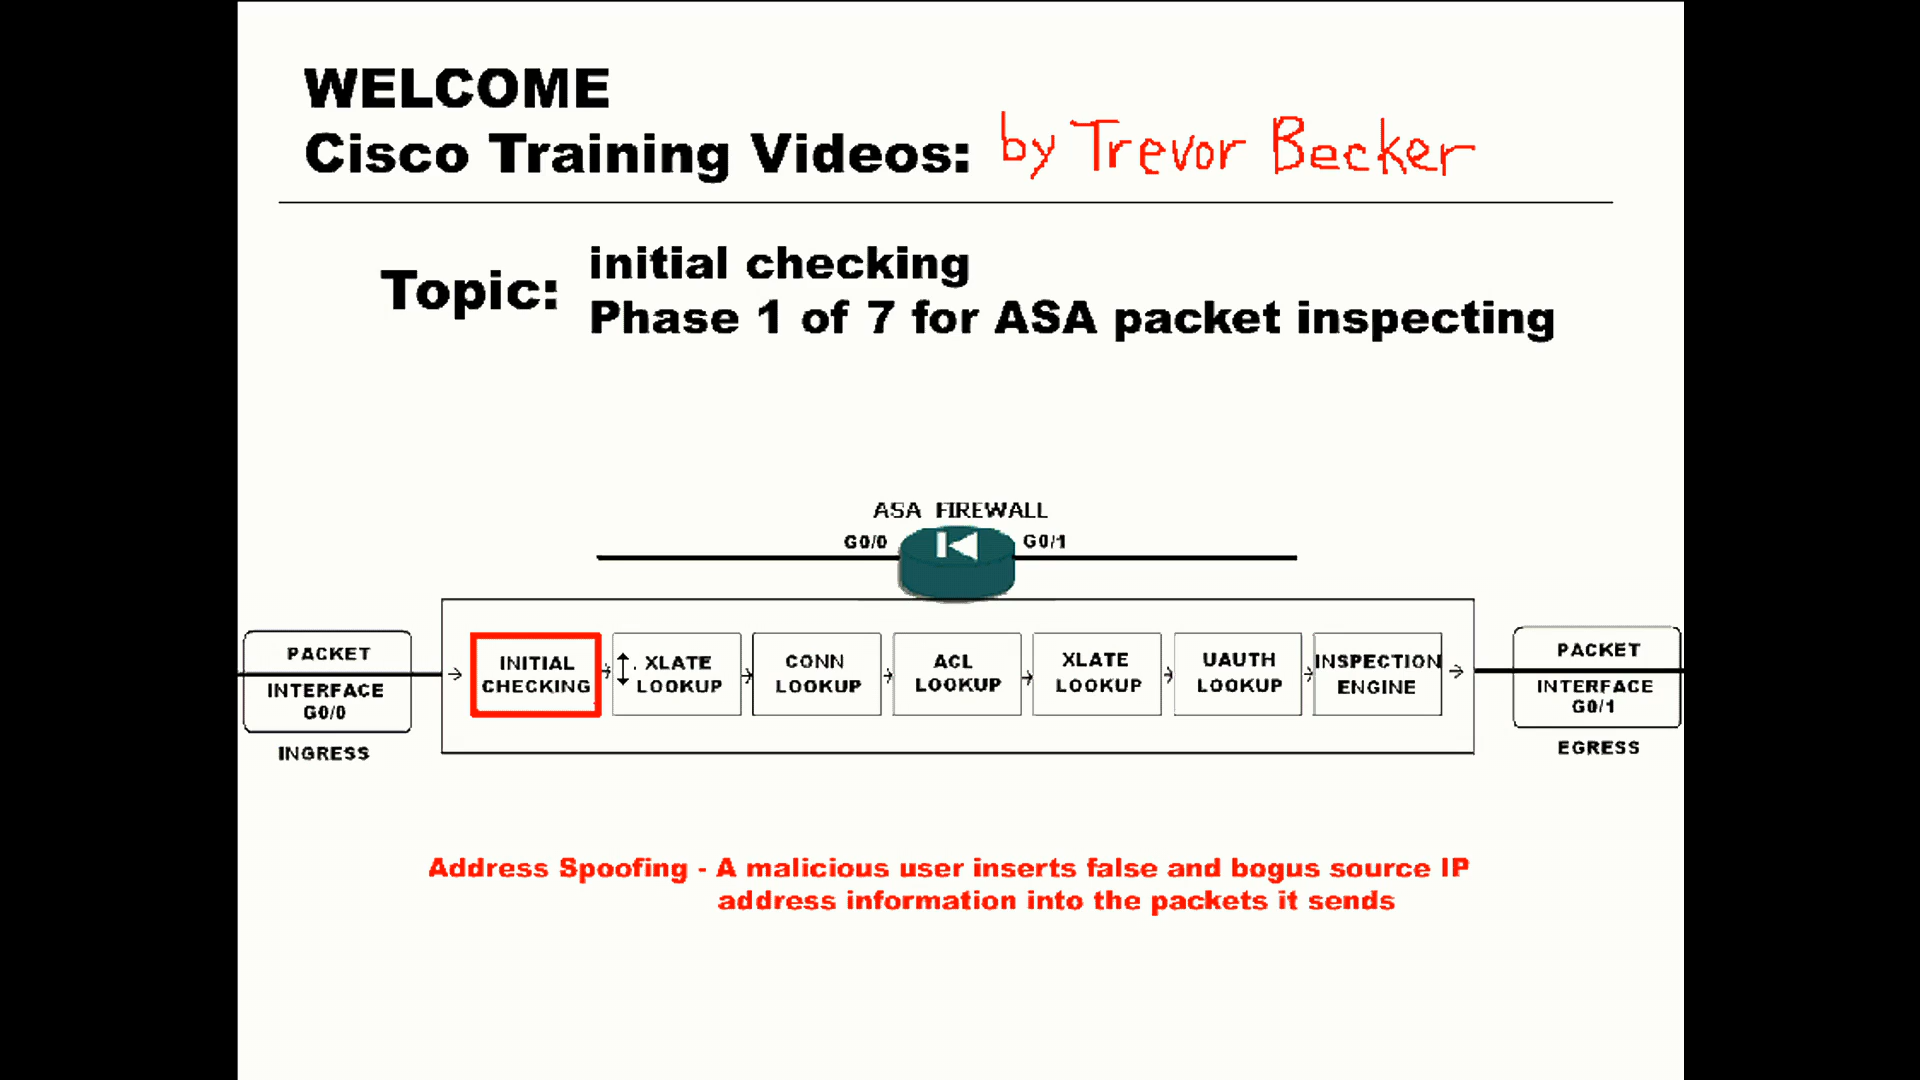 WELCOME
Cisco Training Videos: by Trevor Becker
Topic:
initial checking
Phase 1 of 7 for ASA packet inspecting
ASA FIREWALL
G0/0
G0/1
PACKET
INTERFACE
G0/0
INGRESS
INITIAL
CHECKING
XLATE
LOOKUP
CONN
LOOKUP
ACL
LOOKUP
XLATE
LOOKUP
UAUTH
LOOKUP
INSPECTION
ENGINE
PACKET
INTERFACE
G0/1
EGRESS
Address Spoofing - A malicious user inserts false and bogus source IP
address information into the packets it sends